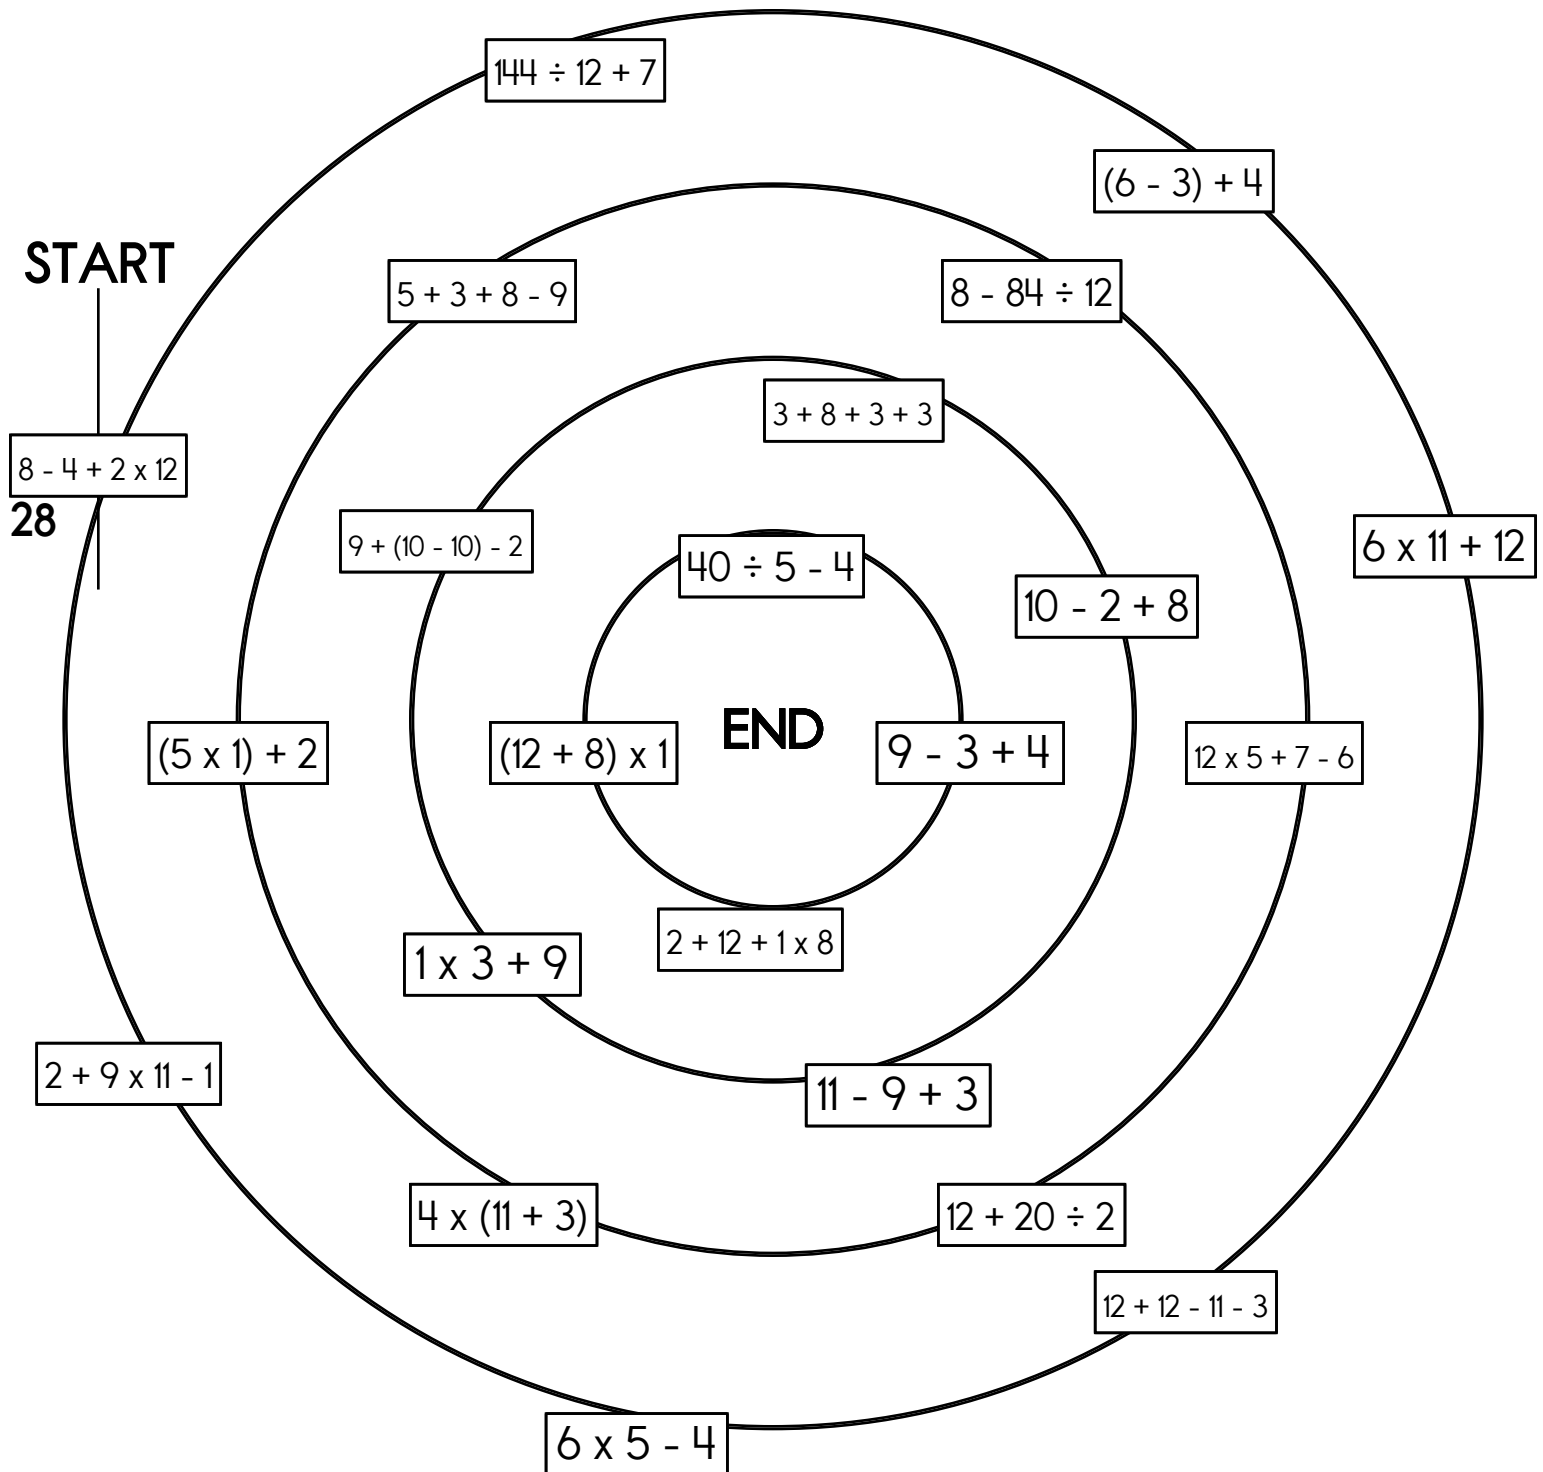 144 ÷ 12 + 7
(6 - 3) + 4
START
5 + 3 + 8 - 9
8 - 84 ÷ 12
3 + 8 + 3 + 3
8 - 4 + 2 x 12
28
9 + (10 - 10) - 2
40 ÷ 5 - 4
6 x 11 + 12
10 - 2 + 8
(5 x 1) + 2
(12 + 8) x 1
END
9 - 3 + 4
12 x 5 + 7 - 6
1 x 3 + 9
2 + 12 + 1 x 8
2 + 9 x 11 - 1
11 - 9 + 3
4 x (11 + 3)
12 + 20 ÷ 2
12 + 12 - 11 - 3
6 x 5 - 4